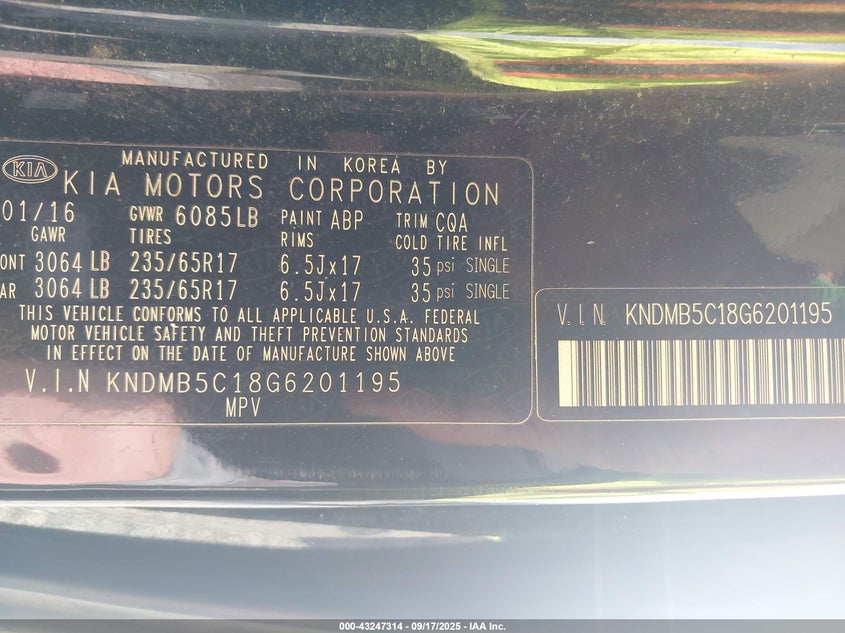 MANUFACTURED IN KOREA BY
KIA KIA MOTORS CORPORATION
01/16 GVWR 6085LB PAINT ABP TRIM CQA
GAWR TIRES RIMS COLD TIRE INFL
ONT 3064 LB 235/65R17 6.5Jx17 35 psi SINGLE
AR 3064 LB 235/65R17 6.5Jx17 35 psi SINGLE
THIS VEHICLE CONFORMS TO ALL APPLICABLE U.S.A. FEDERAL
MOTOR VEHICLE SAFETY AND THEFT PREVENTION STANDARDS
IN EFFECT ON THE DATE OF MANUFACTURE SHOWN ABOVE
V.I.N KNDMB5C18G6201195
MPV
V.I.N. KNDMB5C18G6201195
000-43247314 - 09/17/2025 - IAA Inc.